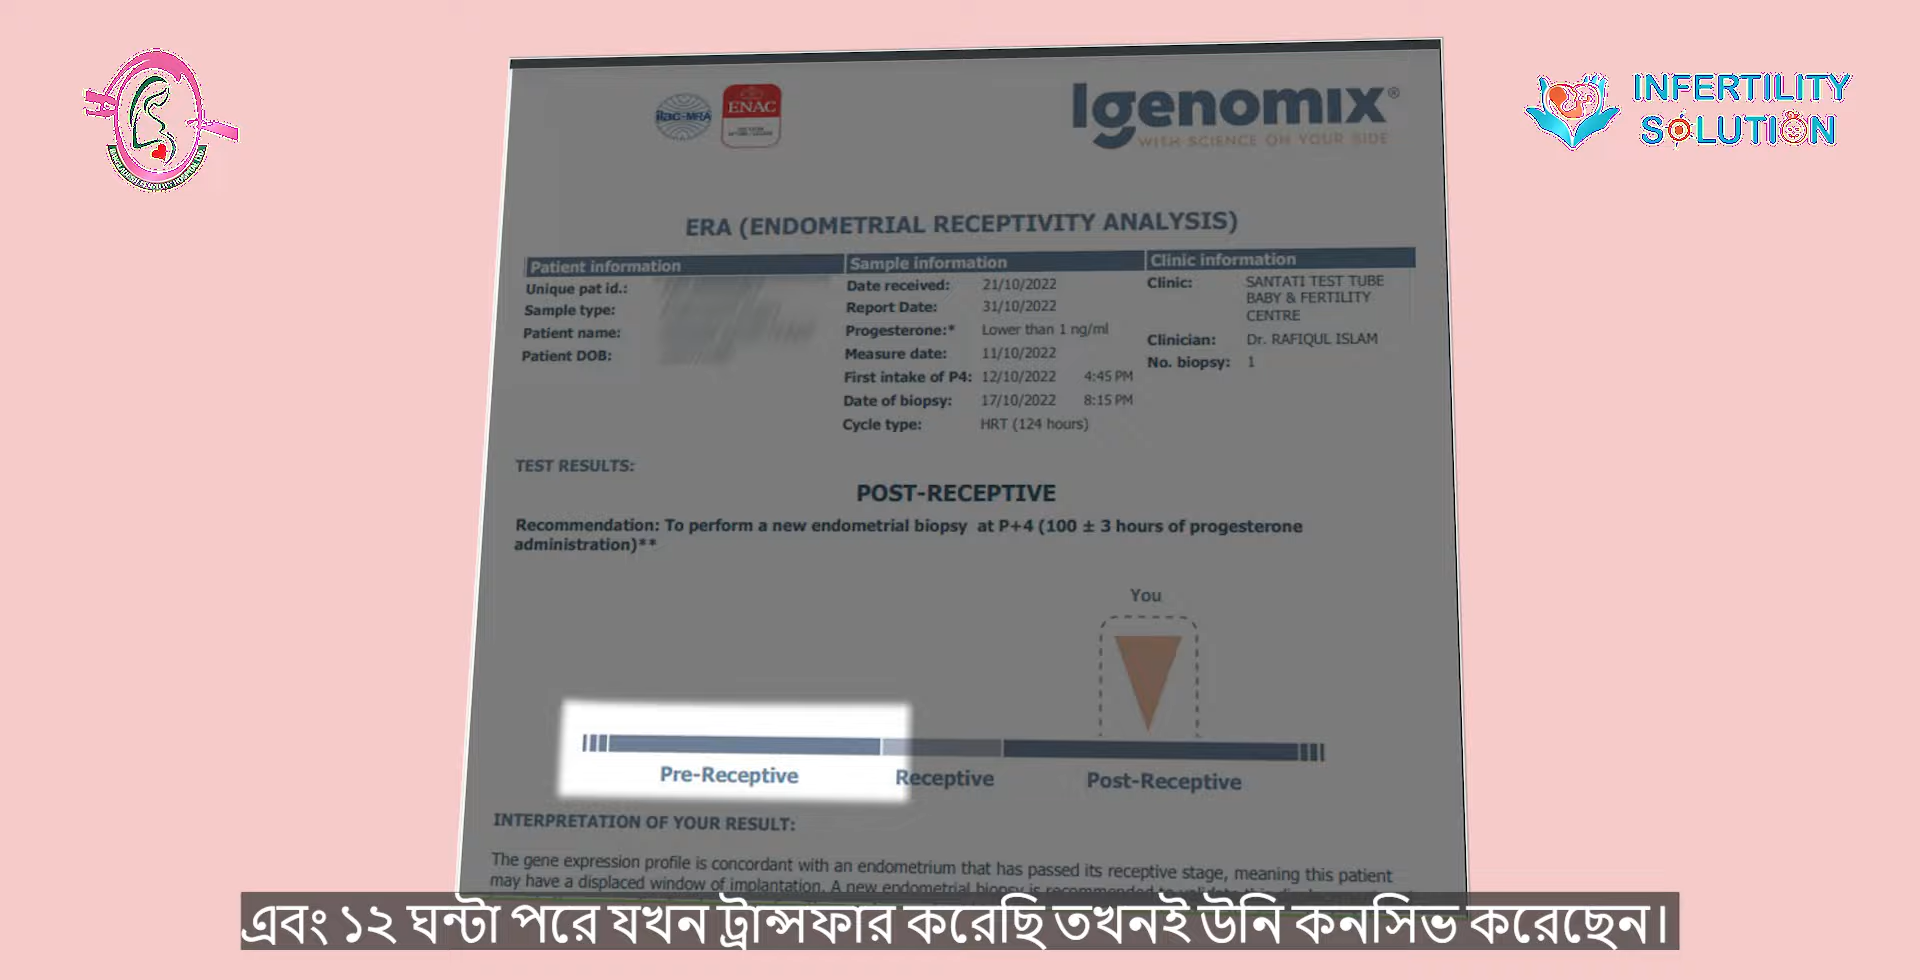 INFERTILITY
SOLUTION
ilac-MRA
ENAC
Igenomix®
WITH SCIENCE ON YOUR SIDE
ERA (ENDOMETRIAL RECEPTIVITY ANALYSIS)
Patient information
Unique pat id.:
Sample type:
Patient name:
Patient DOB:
Sample information
Date received: 21/10/2022
Report Date: 31/10/2022
Progesterone:* Lower than 1 ng/ml
Measure date: 11/10/2022
First intake of P4: 12/10/2022 4:45 PM
Date of biopsy: 17/10/2022 8:15 PM
Cycle type: HRT (124 hours)
Clinic information
Clinic: SANTATI TEST TUBE
BABY & FERTILITY
CENTRE
Clinician: Dr. RAFIQUL ISLAM
No. biopsy: 1
TEST RESULTS:
POST-RECEPTIVE
Recommendation: To perform a new endometrial biopsy at P+4 (100 ± 3 hours of progesterone
administration)**
You
Pre-Receptive Receptive Post-Receptive
INTERPRETATION OF YOUR RESULT:
The gene expression profile is concordant with an endometrium that has passed its receptive stage, meaning this patient
may have a displaced window of implantation. A new endometrial biopsy is recommended to validate this
এবং ১২ ঘন্টা পরে যখন ট্রান্সফার করেছি তখনই উনি কনসিভ করেছেন।